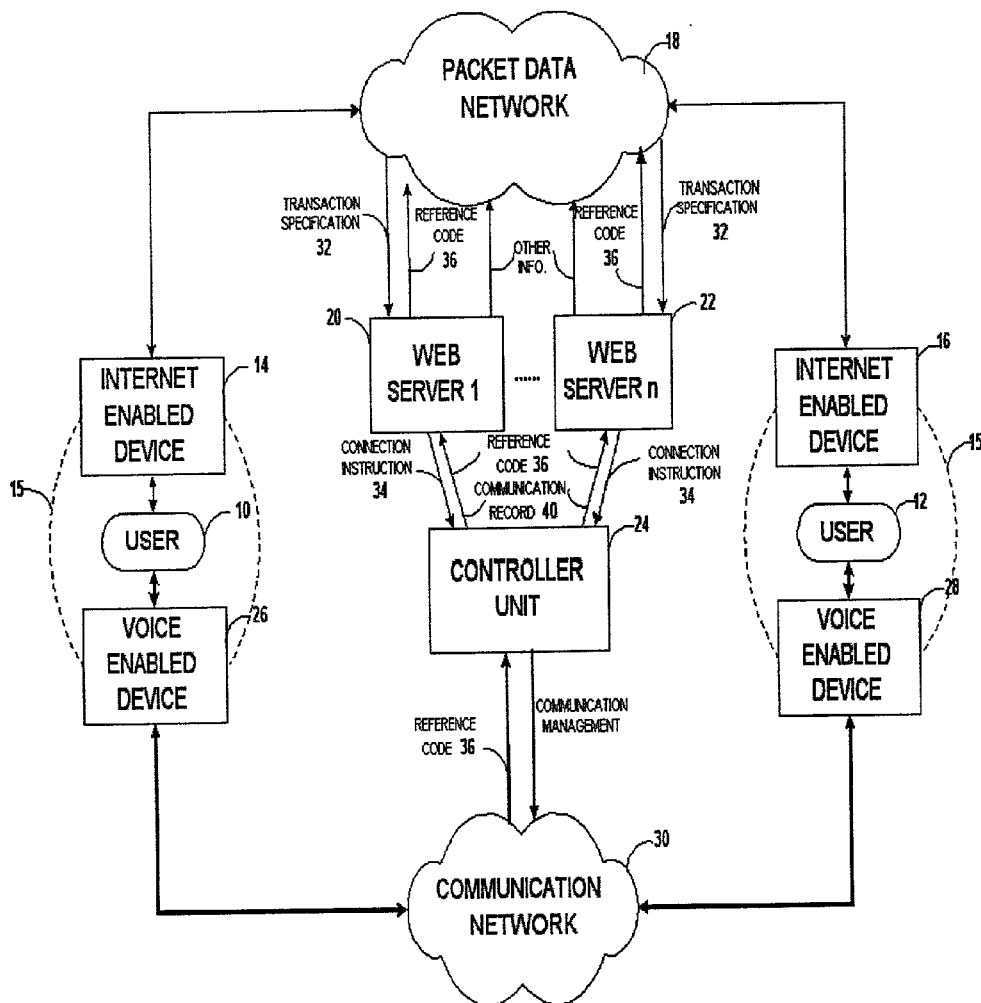 18
PACKET DATA
NETWORK
TRANSACTION
SPECIFICATION
32
REFERENCE
CODE
36
OTHER
INFO.
REFERENCE
CODE
36
TRANSACTION
SPECIFICATION
32
20
WEB
SERVER 1
......
22
WEB
SERVER n
14
INTERNET
ENABLED
DEVICE
16
INTERNET
ENABLED
DEVICE
CONNECTION
INSTRUCTION
34
REFERENCE
CODE 36
COMMUNICATION
RECORD 40
CONNECTION
INSTRUCTION
34
15
10
USER
24
CONTROLLER
UNIT
12
USER
15
26
VOICE
ENABLED
DEVICE
28
VOICE
ENABLED
DEVICE
REFERENCE
CODE 36
COMMUNICATION
MANAGEMENT
30
COMMUNICATION
NETWORK